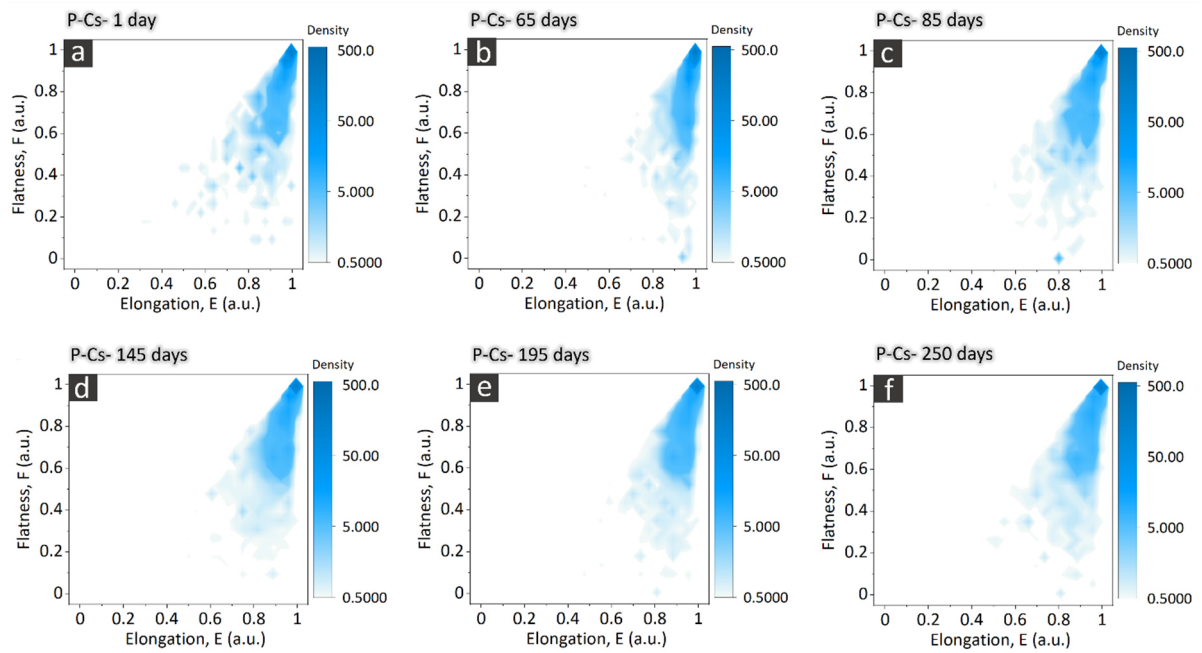 P-Cs- 1 day
Density
a
Flatness, F (a.u.)
1
0.8
0.6
0.4
0.2
0
0 0.2 0.4 0.6 0.8 1
Elongation, E (a.u.)
500.0
50.00
5.000
0.5000
P-Cs- 65 days
Density
b
Flatness, F (a.u.)
1
0.8
0.6
0.4
0.2
0
0 0.2 0.4 0.6 0.8 1
Elongation, E (a.u.)
500.0
50.00
5.000
0.5000
P-Cs- 85 days
Density
c
Flatness, F (a.u.)
1
0.8
0.6
0.4
0.2
0
0 0.2 0.4 0.6 0.8 1
Elongation, E (a.u.)
500.0
50.00
5.000
0.5000
P-Cs- 145 days
Density
d
Flatness, F (a.u.)
1
0.8
0.6
0.4
0.2
0
0 0.2 0.4 0.6 0.8 1
Elongation, E (a.u.)
500.0
50.00
5.000
0.5000
P-Cs- 195 days
Density
e
Flatness, F (a.u.)
1
0.8
0.6
0.4
0.2
0
0 0.2 0.4 0.6 0.8 1
Elongation, E (a.u.)
500.0
50.00
5.000
0.5000
P-Cs- 250 days
Density
f
Flatness, F (a.u.)
1
0.8
0.6
0.4
0.2
0
0 0.2 0.4 0.6 0.8 1
Elongation, E (a.u.)
500.0
50.00
5.000
0.5000